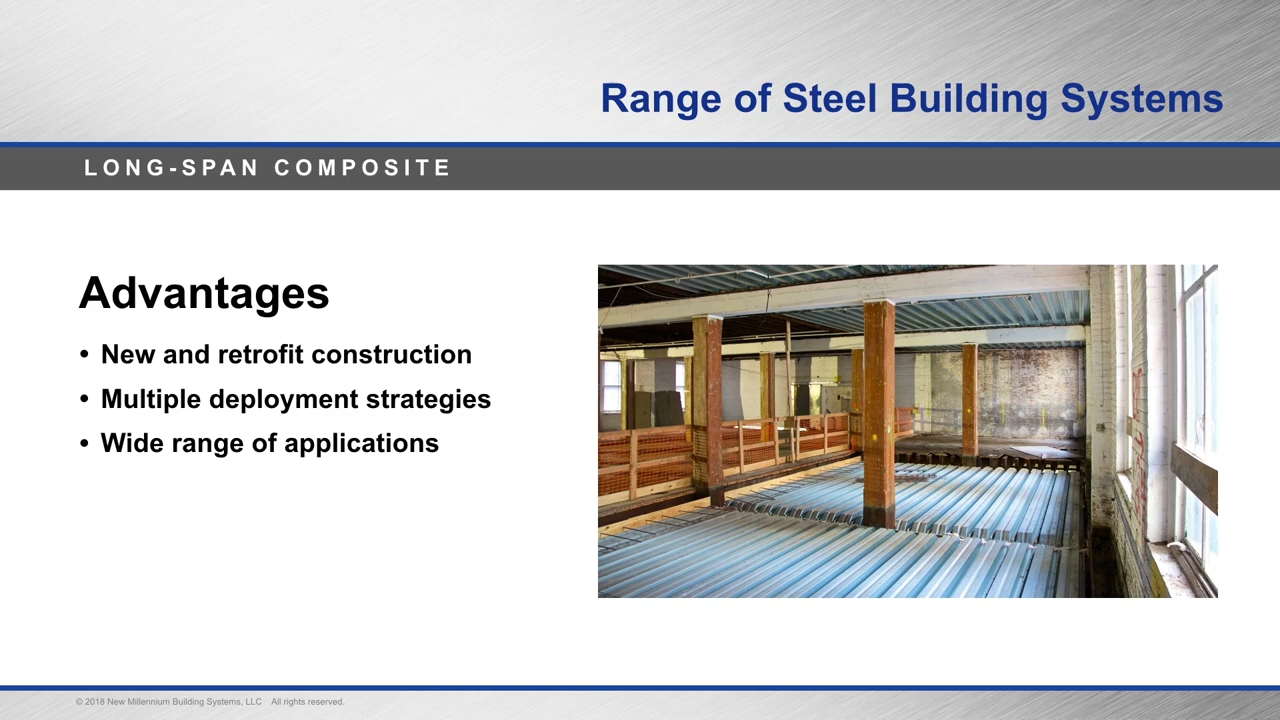 Range of Steel Building Systems
LONG-SPAN COMPOSITE
Advantages
• New and retrofit construction
• Multiple deployment strategies
• Wide range of applications
© 2018 New Millennium Building Systems, LLC All rights reserved.